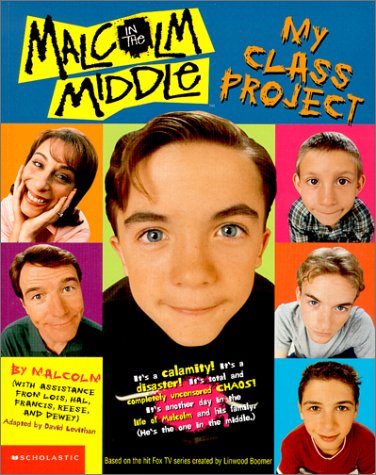 MALCOLM
IN THE
MIDDLE
TM
My
CLASS
PROJECT
It's a calamity! It's a
disaster! It's total and
completely uncensored CHAOS!
It's another day in the
life of Malcolm and his family.
(He's the one in the middle.)
BY MALCOLM
(WITH ASSISTANCE
FROM LOIS, HAL,
FRANCIS, REESE,
AND DEWEY)
Adapted by David Levithan
SCHOLASTIC
Based on the hit Fox TV series created by Linwood Boomer